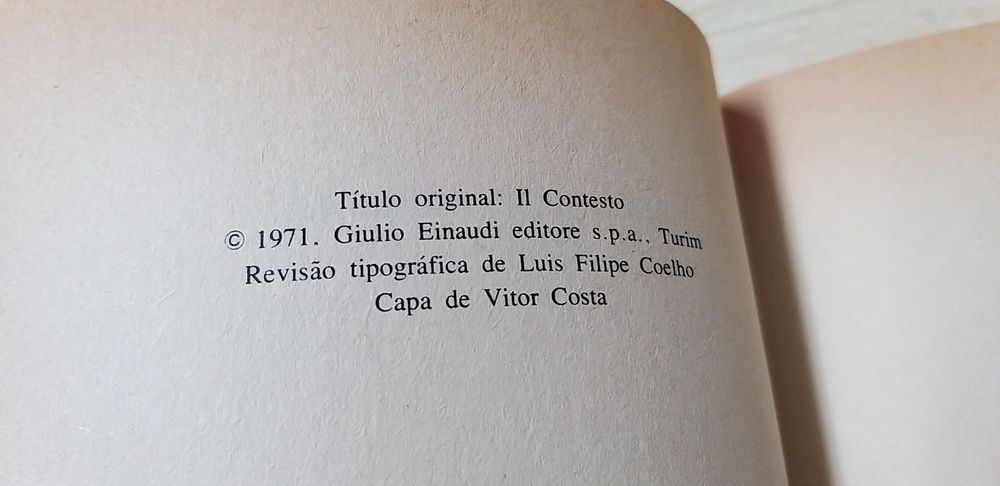 Título original: Il Contesto
© 1971. Giulio Einaudi editore s.p.a., Turim
Revisão tipográfica de Luis Filipe Coelho
Capa de Vitor Costa